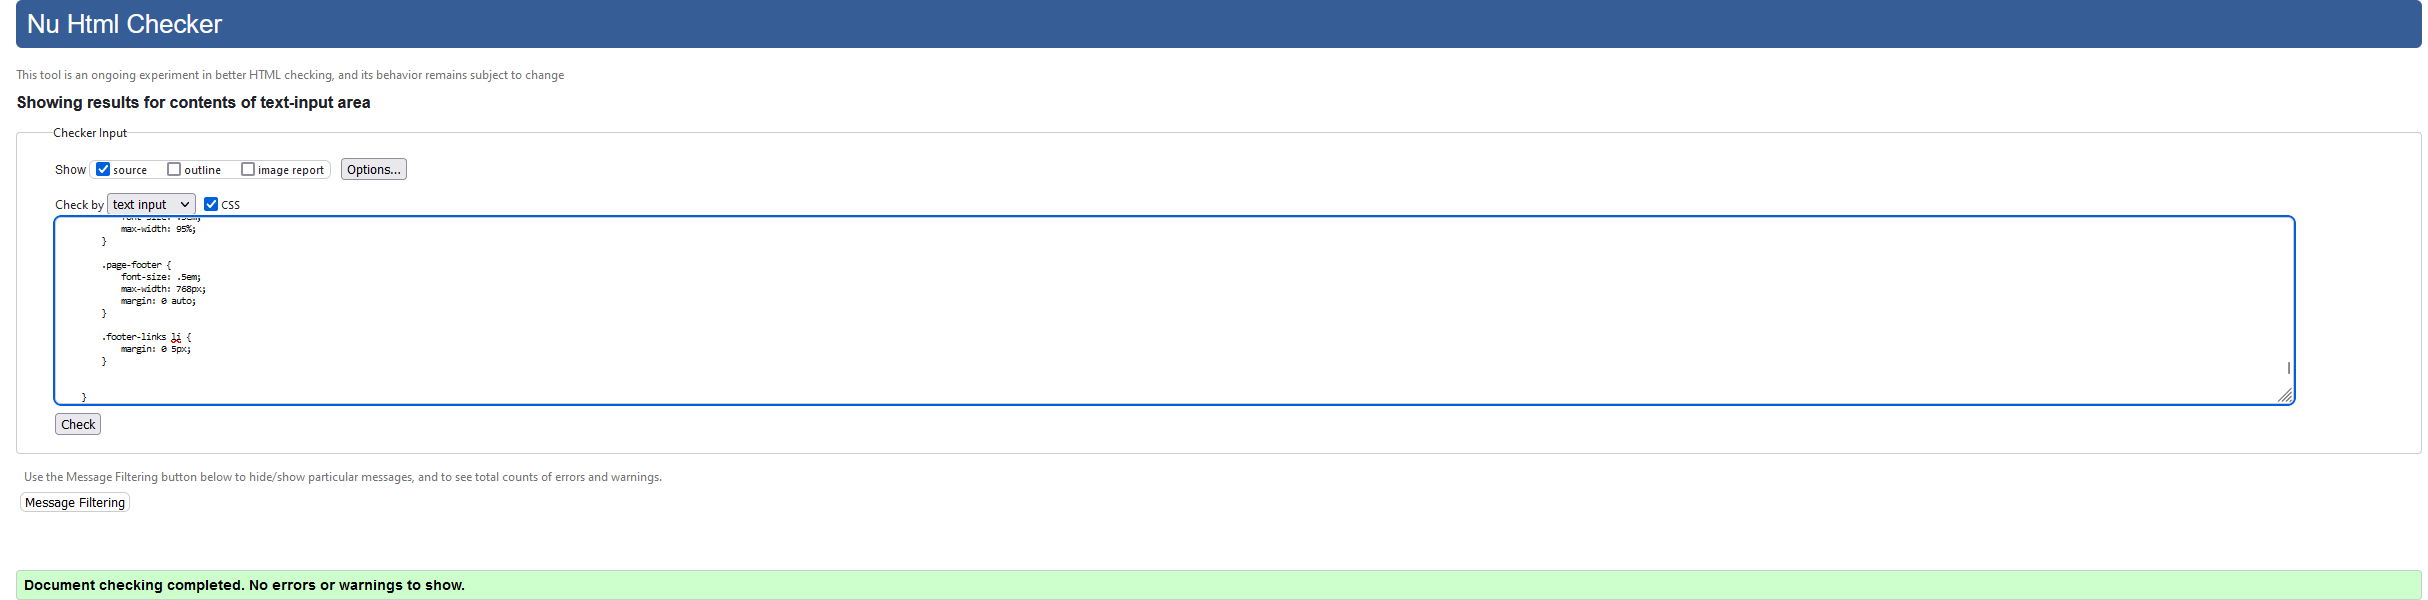 Nu Html Checker
This tool is an ongoing experiment in better HTML checking, and its behavior remains subject to change
Showing results for contents of text-input area
Checker Input
Show source outline image report Options...
Check by text input CSS
font-size: .5em;
max-width: 95%;
}
.page-footer {
font-size: .5em;
max-width: 768px;
margin: 0 auto;
}
.footer-links li {
margin: 0 5px;
}
}
Check
Use the Message Filtering button below to hide/show particular messages, and to see total counts of errors and warnings.
Message Filtering
Document checking completed. No errors or warnings to show.